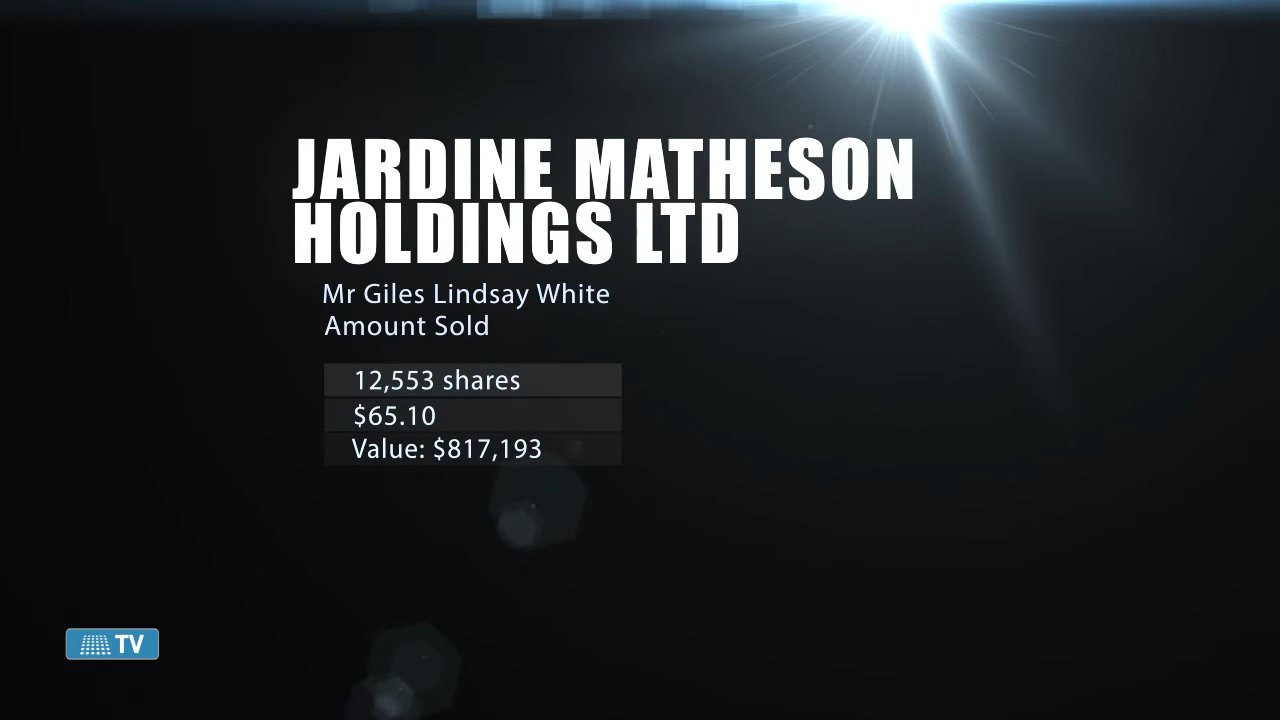 JARDINE MATHESON
HOLDINGS LTD
Mr Giles Lindsay White
Amount Sold
12,553 shares
$65.10
Value: $817,193
TV